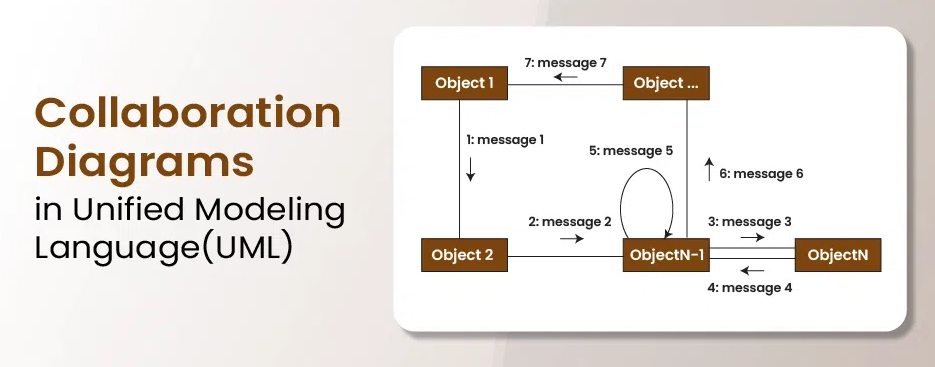 Collaboration
Diagrams
in Unified Modeling
Language(UML)
7: message 7
Object 1
Object ...
1: message 1
5: message 5
6: message 6
2: message 2
3: message 3
Object 2
ObjectN-1
ObjectN
4: message 4